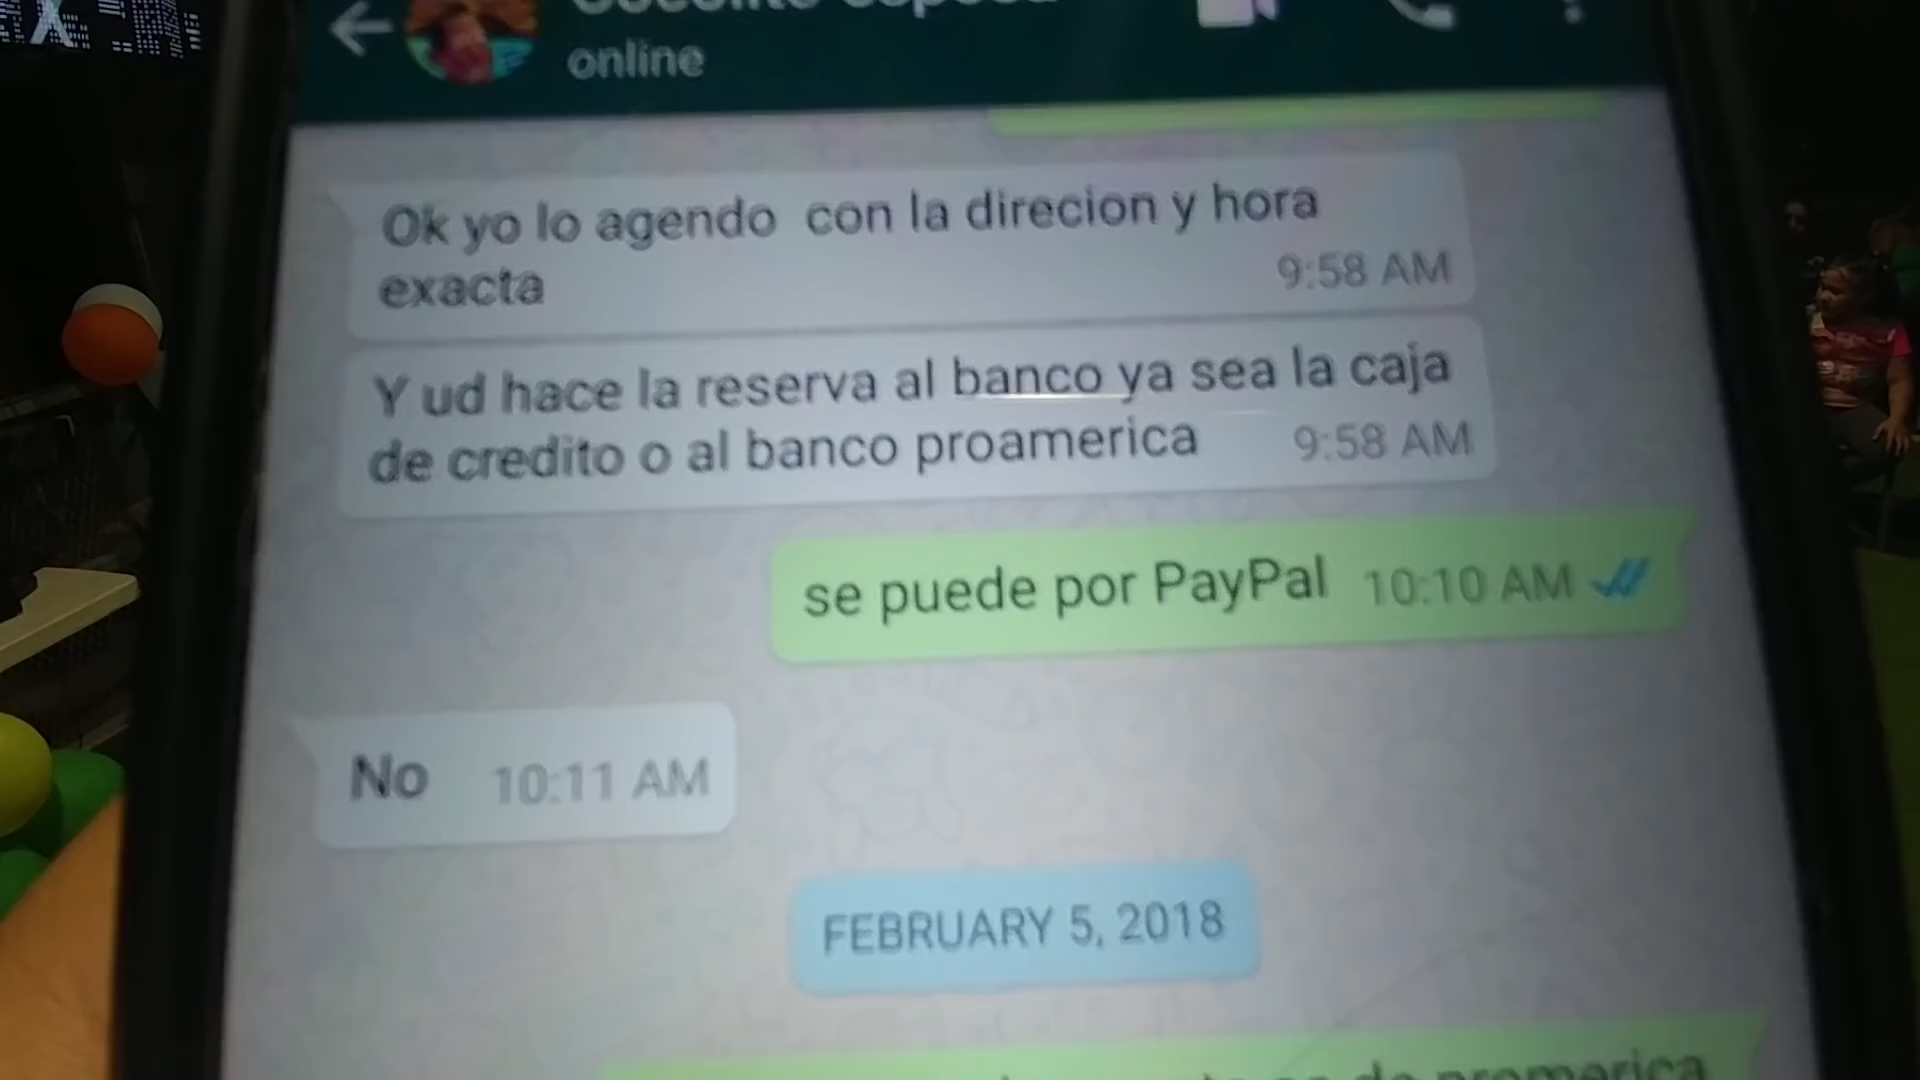 online
Ok yo lo agendo con la direcion y hora
exacta
9:58 AM
Y ud hace la reserva al banco ya sea la caja
de credito o al banco proamerica
9:58 AM
se puede por PayPal 10:10 AM
No 10:11 AM
FEBRUARY 5, 2018
de promerica